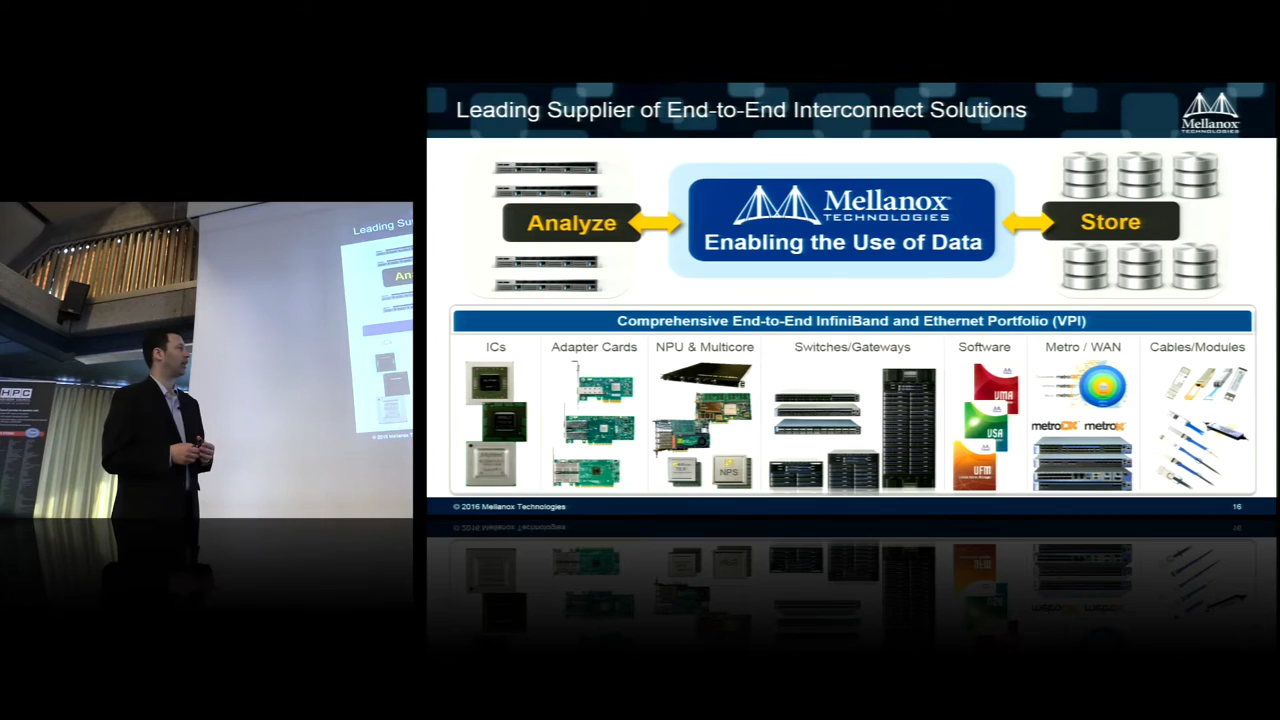 Leading Supplier of End-to-End Interconnect Solutions
Mellanox
TECHNOLOGIES
Analyze
Mellanox
TECHNOLOGIES
Enabling the Use of Data
Store
Comprehensive End-to-End InfiniBand and Ethernet Portfolio (VPI)
ICs
Adapter Cards
NPU & Multicore
Switches/Gateways
Software
Metro / WAN
Cables/Modules
VMA
VSA
UFM
metroDX
metroX
NPS
© 2016 Mellanox Technologies
16
Leading Su
An
HPC